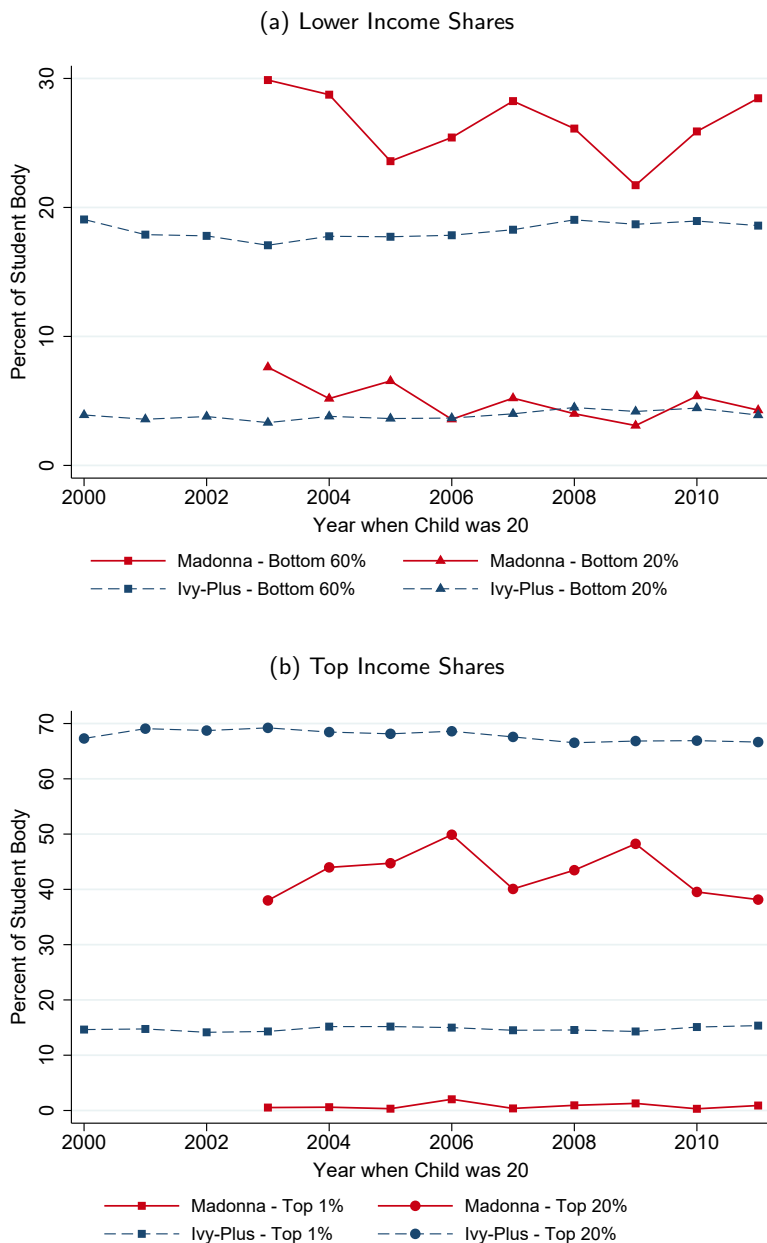 (a) Lower Income Shares
30
20
10
0
Percent of Student Body
2000 2002 2004 2006 2008 2010
Year when Child was 20
Madonna - Bottom 60% Madonna - Bottom 20%
Ivy-Plus - Bottom 60% Ivy-Plus - Bottom 20%
(b) Top Income Shares
70
60
50
40
30
20
10
0
Percent of Student Body
2000 2002 2004 2006 2008 2010
Year when Child was 20
Madonna - Top 1% Madonna - Top 20%
Ivy-Plus - Top 1% Ivy-Plus - Top 20%